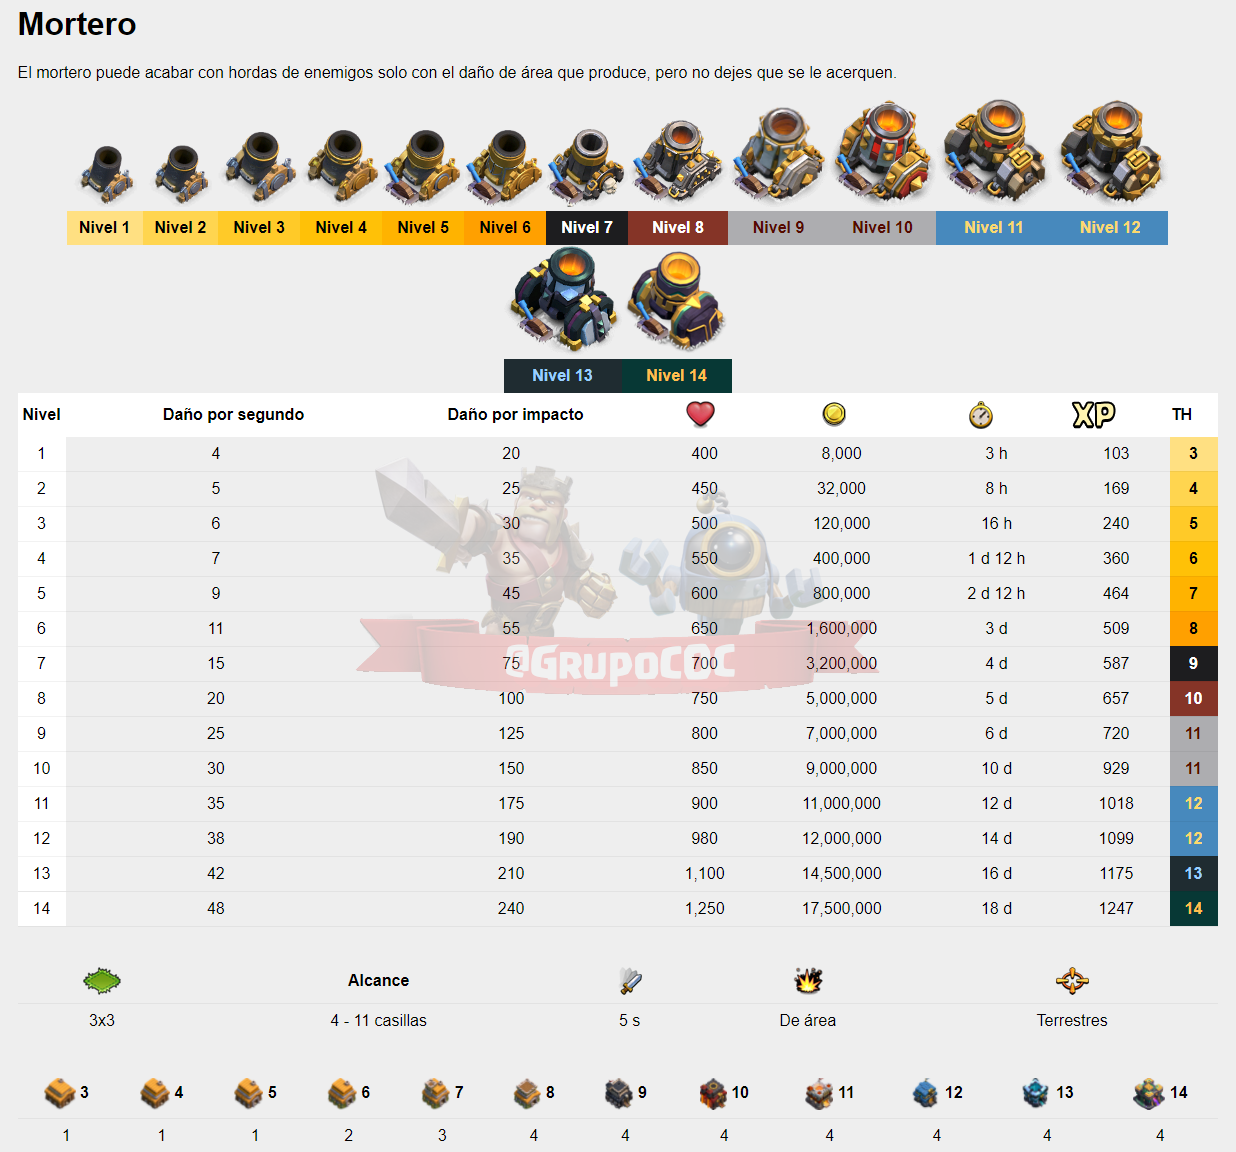 Mortero
El mortero puede acabar con hordas de enemigos solo con el daño de área que produce, pero no dejes que se le acerquen.
Nivel 1 Nivel 2 Nivel 3 Nivel 4 Nivel 5 Nivel 6 Nivel 7 Nivel 8 Nivel 9 Nivel 10 Nivel 11 Nivel 12
Nivel 13 Nivel 14
Nivel Daño por segundo Daño por impacto XP TH
1 4 20 400 8,000 3 h 103 3
2 5 25 450 32,000 8 h 169 4
3 6 30 500 120,000 16 h 240 5
4 7 35 550 400,000 1 d 12 h 360 6
5 9 45 600 800,000 2 d 12 h 464 7
6 11 55 650 1,600,000 3 d 509 8
7 15 75 700 3,200,000 4 d 587 9
@GRUPOCOC
8 20 100 750 5,000,000 5 d 657 10
9 25 125 800 7,000,000 6 d 720 11
10 30 150 850 9,000,000 10 d 929 11
11 35 175 900 11,000,000 12 d 1018 12
12 38 190 980 12,000,000 14 d 1099 12
13 42 210 1,100 14,500,000 16 d 1175 13
14 48 240 1,250 17,500,000 18 d 1247 14
Alcance
3x3 4 - 11 casillas 5 s De área Terrestres
3 4 5 6 7 8 9 10 11 12 13 14
1 1 1 2 3 4 4 4 4 4 4 4